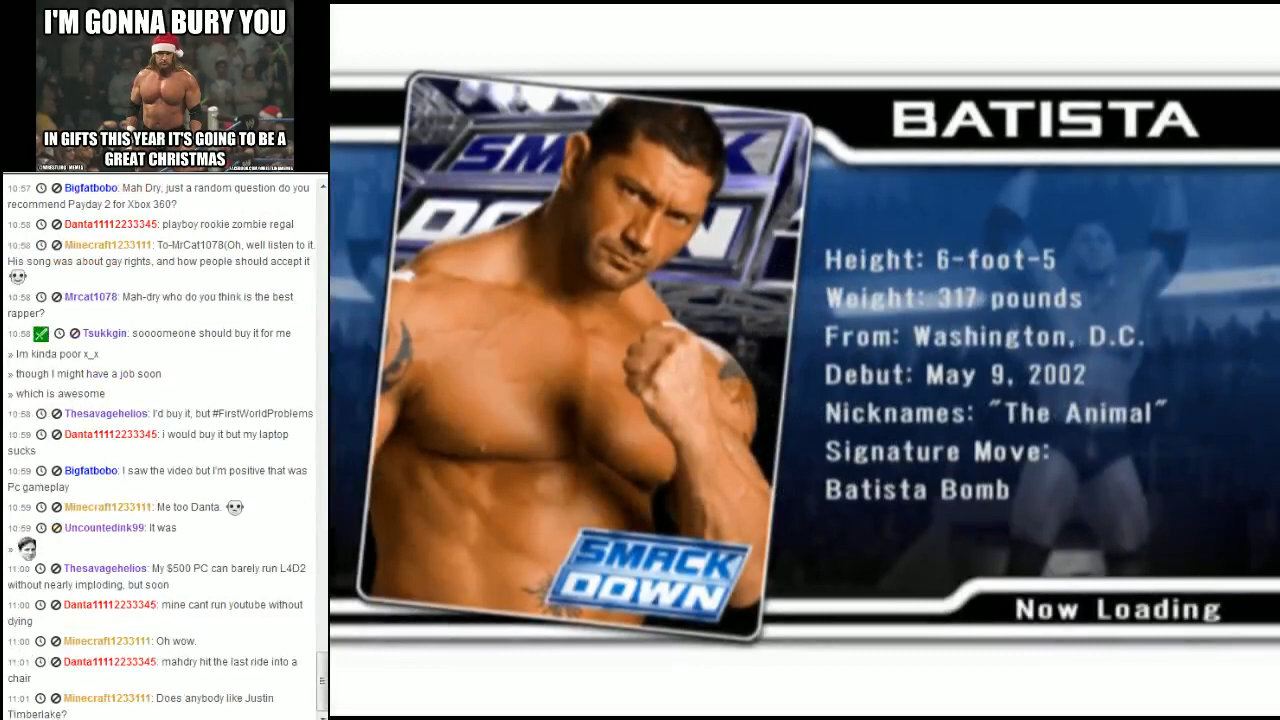 I'M GONNA BURY YOU
IN GIFTS THIS YEAR IT'S GOING TO BE A
GREAT CHRISTMAS
10:57 Bigfatbobo: Mah Dry, just a random question do you
recommend Payday 2 for Xbox 360?
10:58 Danta11112233345: playboy rookie zombie regal
10:58 Minecraft1233111: To-MrCat1078(Oh, well listen to it.
His song was about gay rights, and how people should accept it
10:58 Mrcat1078: Mah-dry who do you think is the best
rapper?
10:58 Tsukkgin: sooooomeone should buy it for me
» Im kinda poor x_x
» though I might have a job soon
» which is awesome
10:58 Thesavagehelios: I'd buy it, but #FirstWorldProblems
10:59 Danta11112233345: i would buy it but my laptop
sucks
10:59 Bigfatbobo: I saw the video but I'm positive that was
Pc gameplay
10:59 Minecraft1233111: Me too Danta.
10:59 Uncountedink99: It was
»
11:00 Thesavagehelios: My $500 PC can barely run L4D2
without nearly imploding, but soon
11:00 Danta11112233345: mine cant run youtube without
dying
11:00 Minecraft1233111: Oh wow.
11:01 Danta11112233345: mahdry hit the last ride into a
chair
11:01 Minecraft1233111: Does anybody like Justin
Timberlake?
SMACK
DOWN
SMACK
DOWN
BATISTA
Height: 6-foot-5
Weight: 317 pounds
From: Washington, D.C.
Debut: May 9, 2002
Nicknames: "The Animal"
Signature Move:
Batista Bomb
Now Loading